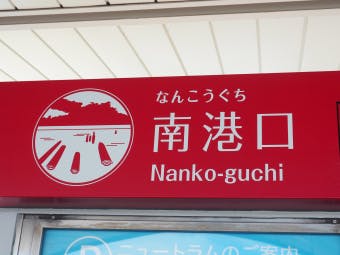 なんこうぐち
南港口
Nanko-guchi
ニュートラムのご案内